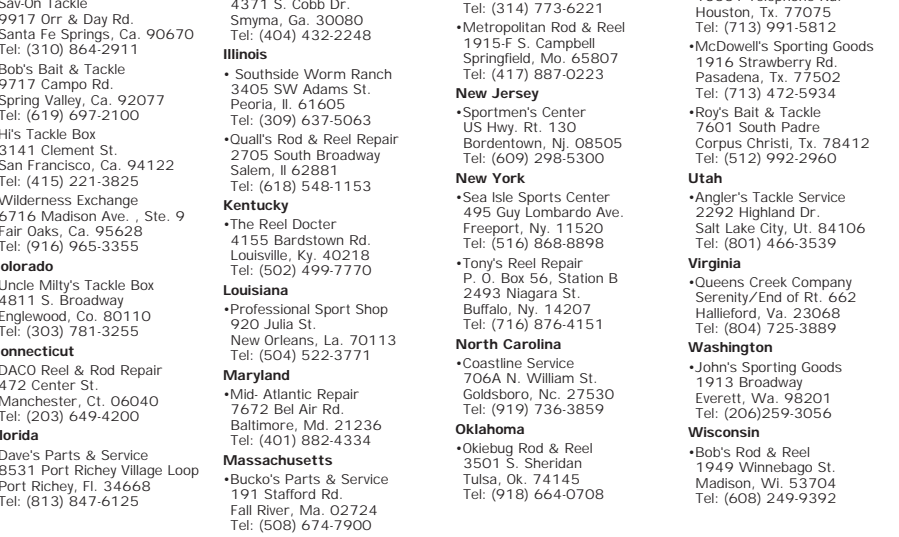 Sav-On Tackle
9917 Orr & Day Rd.
Santa Fe Springs, Ca. 90670
Tel: (310) 864-2911
Bob's Bait & Tackle
9717 Campo Rd.
Spring Valley, Ca. 92077
Tel: (619) 697-2100
Hi's Tackle Box
3141 Clement St.
San Francisco, Ca. 94122
Tel: (415) 221-3825
Wilderness Exchange
6716 Madison Ave. , Ste. 9
Fair Oaks, Ca. 95628
Tel: (916) 965-3355
olorado
Uncle Milty's Tackle Box
4811 S. Broadway
Englewood, Co. 80110
Tel: (303) 781-3255
onnecticut
DACO Reel & Rod Repair
472 Center St.
Manchester, Ct. 06040
Tel: (203) 649-4200
lorida
Dave's Parts & Service
8531 Port Richey Village Loop
Port Richey, Fl. 34668
Tel: (813) 847-6125
4371 S. Cobb Dr.
Smyma, Ga. 30080
Tel: (404) 432-2248
Illinois
• Southside Worm Ranch
3405 SW Adams St.
Peoria, Il. 61605
Tel: (309) 637-5063
•Quall's Rod & Reel Repair
2705 South Broadway
Salem, Il 62881
Tel: (618) 548-1153
Kentucky
•The Reel Docter
4155 Bardstown Rd.
Louisville, Ky. 40218
Tel: (502) 499-7770
Louisiana
•Professional Sport Shop
920 Julia St.
New Orleans, La. 70113
Tel: (504) 522-3771
Maryland
•Mid- Atlantic Repair
7672 Bel Air Rd.
Baltimore, Md. 21236
Tel: (401) 882-4334
Massachusetts
•Bucko's Parts & Service
191 Stafford Rd.
Fall River, Ma. 02724
Tel: (508) 674-7900
Tel: (314) 773-6221
•Metropolitan Rod & Reel
1915-F S. Campbell
Springfield, Mo. 65807
Tel: (417) 887-0223
New Jersey
•Sportmen's Center
US Hwy. Rt. 130
Bordentown, Nj. 08505
Tel: (609) 298-5300
New York
•Sea Isle Sports Center
495 Guy Lombardo Ave.
Freeport, Ny. 11520
Tel: (516) 868-8898
•Tony's Reel Repair
P. O. Box 56, Station B
2493 Niagara St.
Buffalo, Ny. 14207
Tel: (716) 876-4151
North Carolina
•Coastline Service
706A N. William St.
Goldsboro, Nc. 27530
Tel: (919) 736-3859
Oklahoma
•Okiebug Rod & Reel
3501 S. Sheridan
Tulsa, Ok. 74145
Tel: (918) 664-0708
Houston, Tx. 77075
Tel: (713) 991-5812
•McDowell's Sporting Goods
1916 Strawberry Rd.
Pasadena, Tx. 77502
Tel: (713) 472-5934
•Roy's Bait & Tackle
7601 South Padre
Corpus Christi, Tx. 78412
Tel: (512) 992-2960
Utah
•Angler's Tackle Service
2292 Highland Dr.
Salt Lake City, Ut. 84106
Tel: (801) 466-3539
Virginia
•Queens Creek Company
Serenity/End of Rt. 662
Hallieford, Va. 23068
Tel: (804) 725-3889
Washington
•John's Sporting Goods
1913 Broadway
Everett, Wa. 98201
Tel: (206)259-3056
Wisconsin
•Bob's Rod & Reel
1949 Winnebago St.
Madison, Wi. 53704
Tel: (608) 249-9392